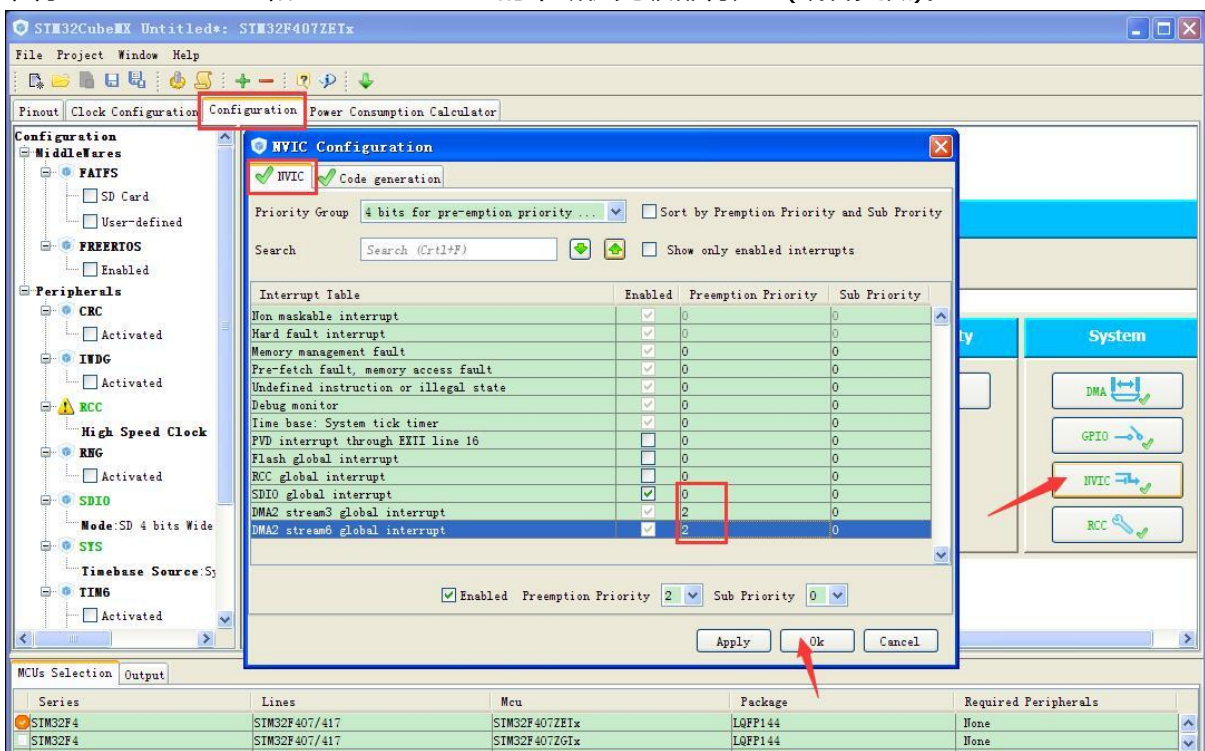 STM32CubeMX Untitled*: STM32F407ZETx
File Project Window Help
Pinout Clock Configuration Configuration Power Consumption Calculator
Configuration
MiddleWares
FATFS
SD Card
User-defined
FREERTOS
Enabled
Peripherals
CRC
Activated
IWDG
Activated
RCC
High Speed Clock
RNG
Activated
SDIO
Mode:SD 4 bits Wide
SYS
Timebase Source:Sy
TIM6
Activated
NVIC Configuration
NVIC Code generation
Priority Group 4 bits for pre-emption priority ... Sort by Premption Priority and Sub Prority
Search Search (Crtl+F) Show only enabled interrupts
Interrupt Table Enabled Preemption Priority Sub Priority
Non maskable interrupt 0 0
Hard fault interrupt 0 0
Memory management fault 0 0
Pre-fetch fault, memory access fault 0 0
Undefined instruction or illegal state 0 0
Debug monitor 0 0
Time base: System tick timer 0 0
PVD interrupt through EXTI line 16 0 0
Flash global interrupt 0 0
RCC global interrupt 0 0
SDIO global interrupt 0 0
DMA2 stream3 global interrupt 2 0
DMA2 stream6 global interrupt 2 0
Enabled Preemption Priority 2 Sub Priority 0
Apply Ok Cancel
ty
System
DMA
GPIO
NVIC
RCC
MCUs Selection Output
Series Lines Mcu Package Required Peripherals
STM32F4 STM32F407/417 STM32F407ZETx LQFP144 None
STM32F4 STM32F407/417 STM32F407ZGTx LQFP144 None